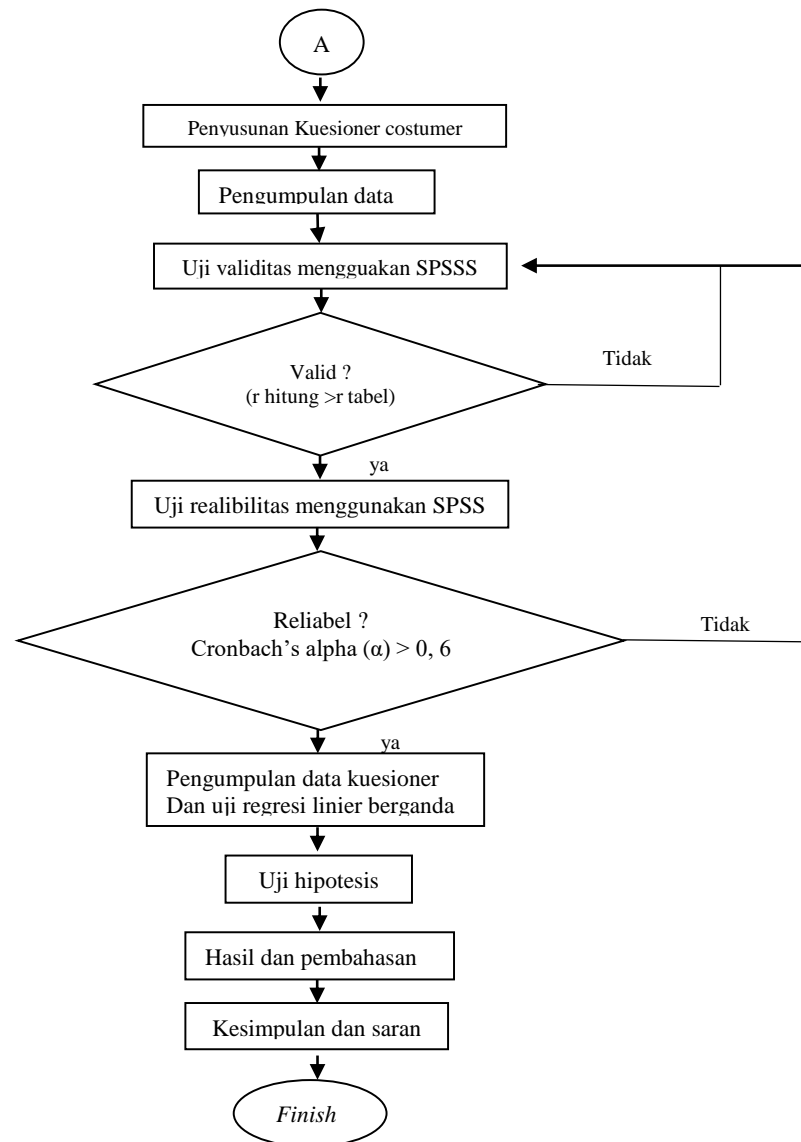 A
Penyusunan Kuesioner costumer
Pengumpulan data
Uji validitas mengguakan SPSSS
Valid ?
(r hitung >r tabel)
Tidak
ya
Uji realibilitas menggunakan SPSS
Reliabel ?
Cronbach’s alpha (α) > 0, 6
Tidak
ya
Pengumpulan data kuesioner
Dan uji regresi linier berganda
Uji hipotesis
Hasil dan pembahasan
Kesimpulan dan saran
Finish